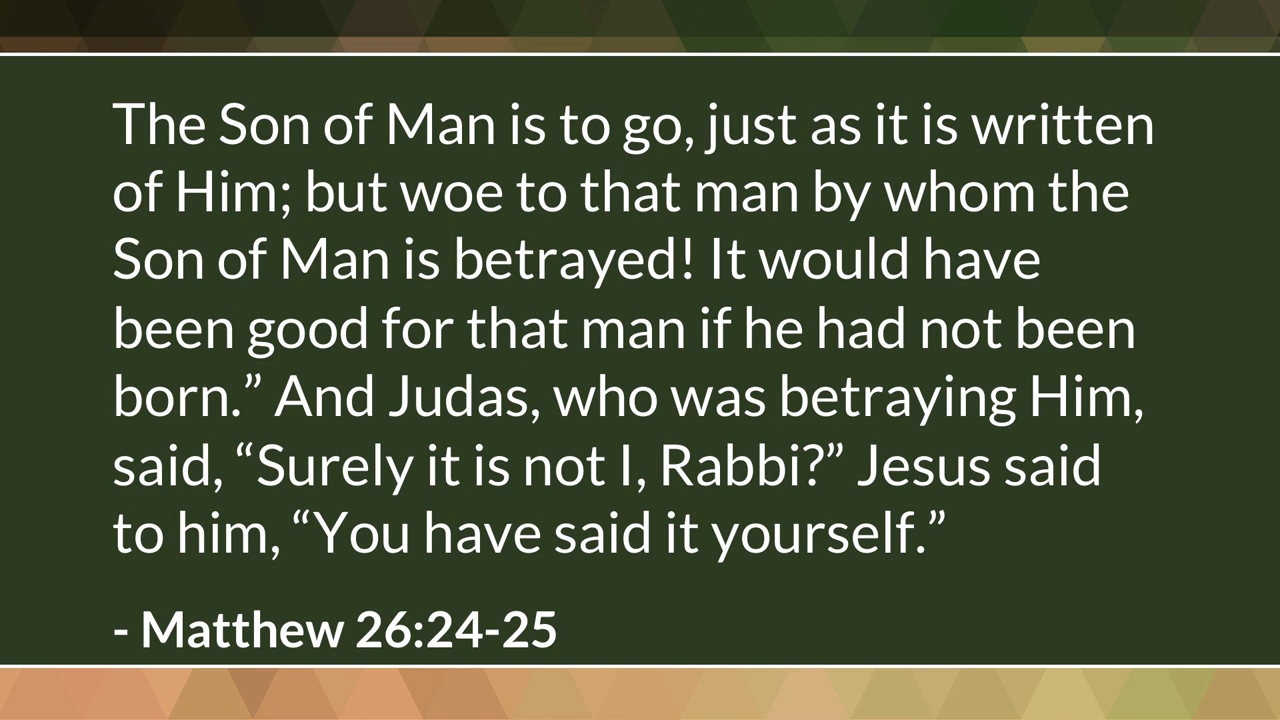 The Son of Man is to go, just as it is written
of Him; but woe to that man by whom the
Son of Man is betrayed! It would have
been good for that man if he had not been
born.” And Judas, who was betraying Him,
said, “Surely it is not I, Rabbi?” Jesus said
to him, “You have said it yourself.”
- Matthew 26:24-25